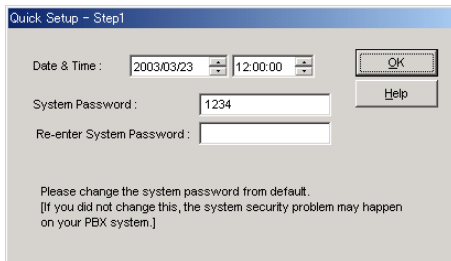 Quick Setup - Step1
Date & Time : 2003/03/23 12:00:00 OK
System Password : 1234 Help
Re-enter System Password :
Please change the system password from default.
[If you did not change this, the system security problem may happen
on your PBX system.]